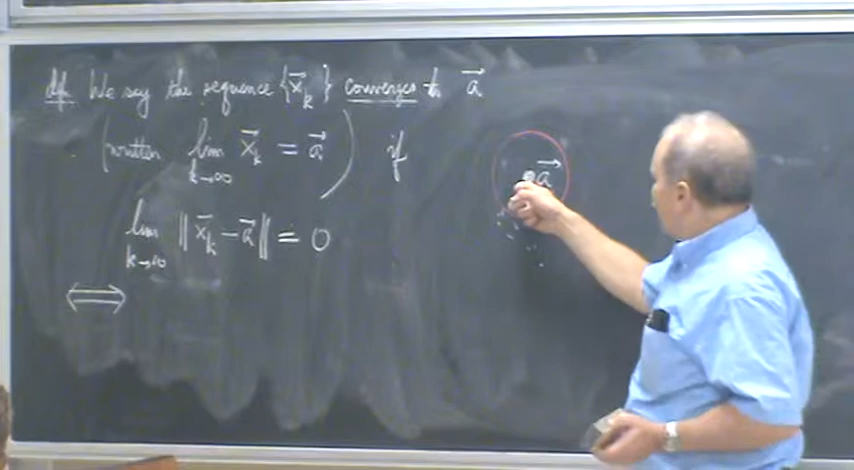 def We say the sequence {x⃗_k} converges to a⃗
(written lim_{k→∞} x⃗_k = a⃗) if
lim_{k→∞} ‖x⃗_k − a⃗‖ = 0
⟺
a⃗